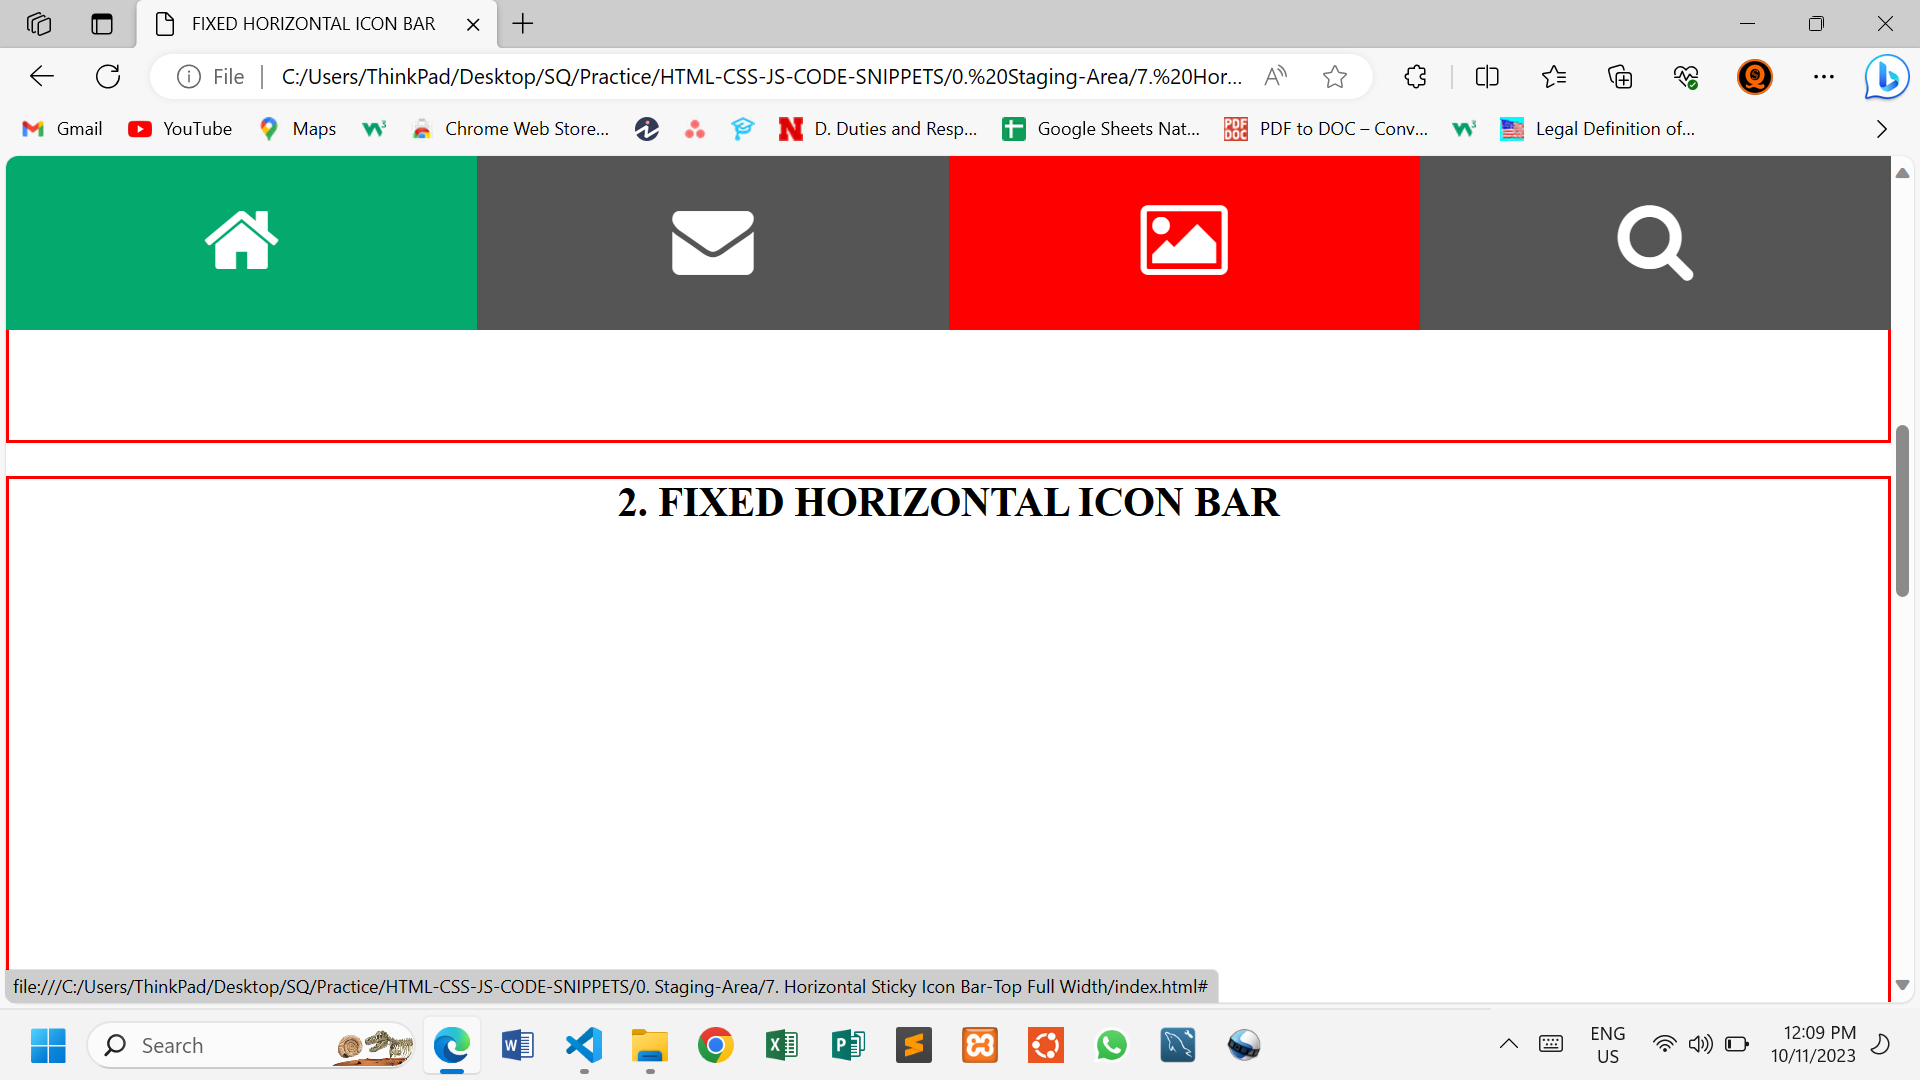 FIXED HORIZONTAL ICON BAR
File
C:/Users/ThinkPad/Desktop/SQ/Practice/HTML-CSS-JS-CODE-SNIPPETS/0.%20Staging-Area/7.%20Hor...
Gmail YouTube Maps Chrome Web Store... D. Duties and Resp... Google Sheets Nat... PDF DOC PDF to DOC – Conv... Legal Definition of...
2. FIXED HORIZONTAL ICON BAR
file:///C:/Users/ThinkPad/Desktop/SQ/Practice/HTML-CSS-JS-CODE-SNIPPETS/0. Staging-Area/7. Horizontal Sticky Icon Bar-Top Full Width/index.html#
Search
ENG
US
12:09 PM
10/11/2023